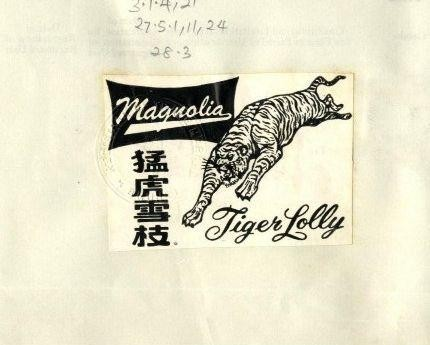 3.1.4,21
27.5.1,11,24
28.3
Magnolia
猛虎雪枝
Tiger Lolly